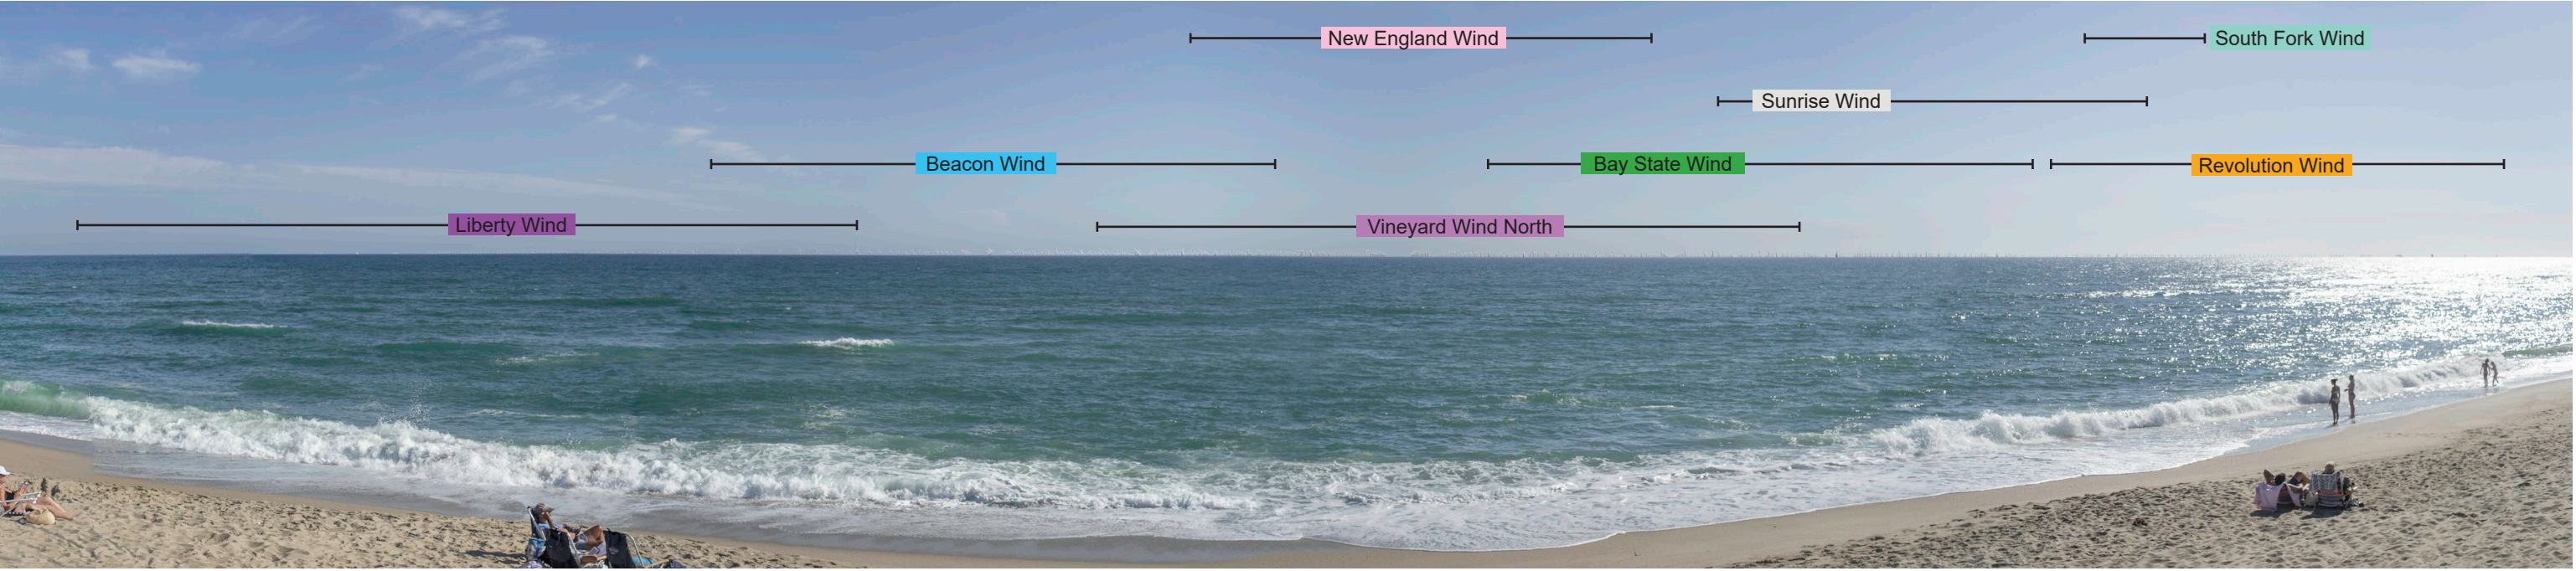 New England Wind
South Fork Wind
Sunrise Wind
Beacon Wind
Bay State Wind
Revolution Wind
Liberty Wind
Vineyard Wind North